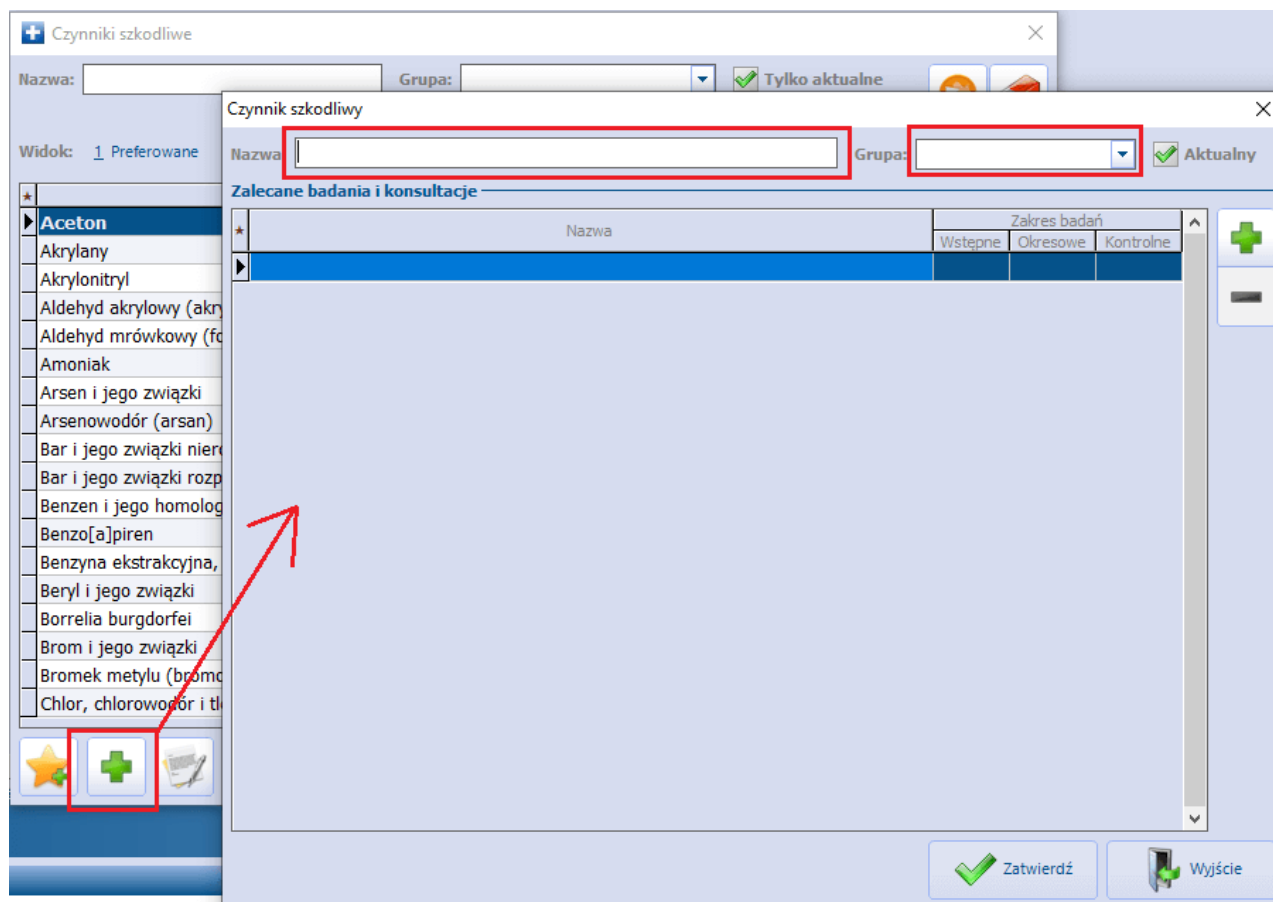 Czynniki szkodliwe
Nazwa: Grupa: Tylko aktualne
Czynnik szkodliwy
Widok: 1 Preferowane
Nazwa Grupa: Aktualny
Zalecane badania i konsultacje
Nazwa Zakres badań
Wstępne Okresowe Kontrolne
Aceton
Akrylany
Akrylonitryl
Aldehyd akrylowy (akry
Aldehyd mrówkowy (fo
Amoniak
Arsen i jego związki
Arsenowodór (arsan)
Bar i jego związki niero
Bar i jego związki rozp
Benzen i jego homolog
Benzo[a]piren
Benzyna ekstrakcyjna,
Beryl i jego związki
Borrelia burgdorfei
Brom i jego związki
Bromek metylu (bromo
Chlor, chlorowodór i tle
Zatwierdź Wyjście